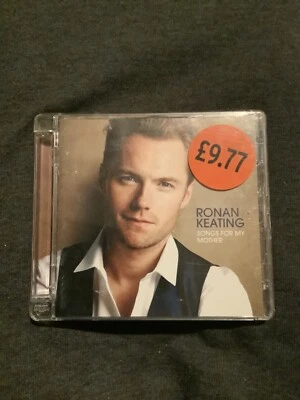 £9.77
RONAN
KEATING
SONGS FOR MY
MOTHER